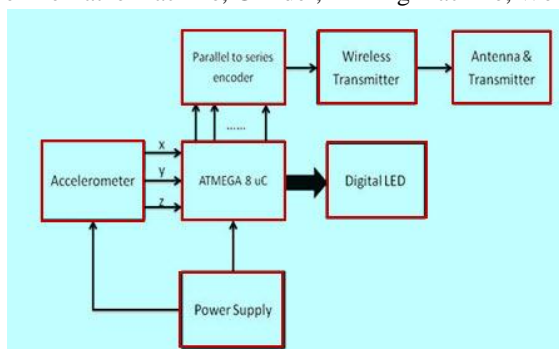 Parallel to series
encoder
Wireless
Transmitter
Antenna &
Transmitter
......
x
y
z
Accelerometer
ATMEGA 8 uC
Digital LED
Power Supply